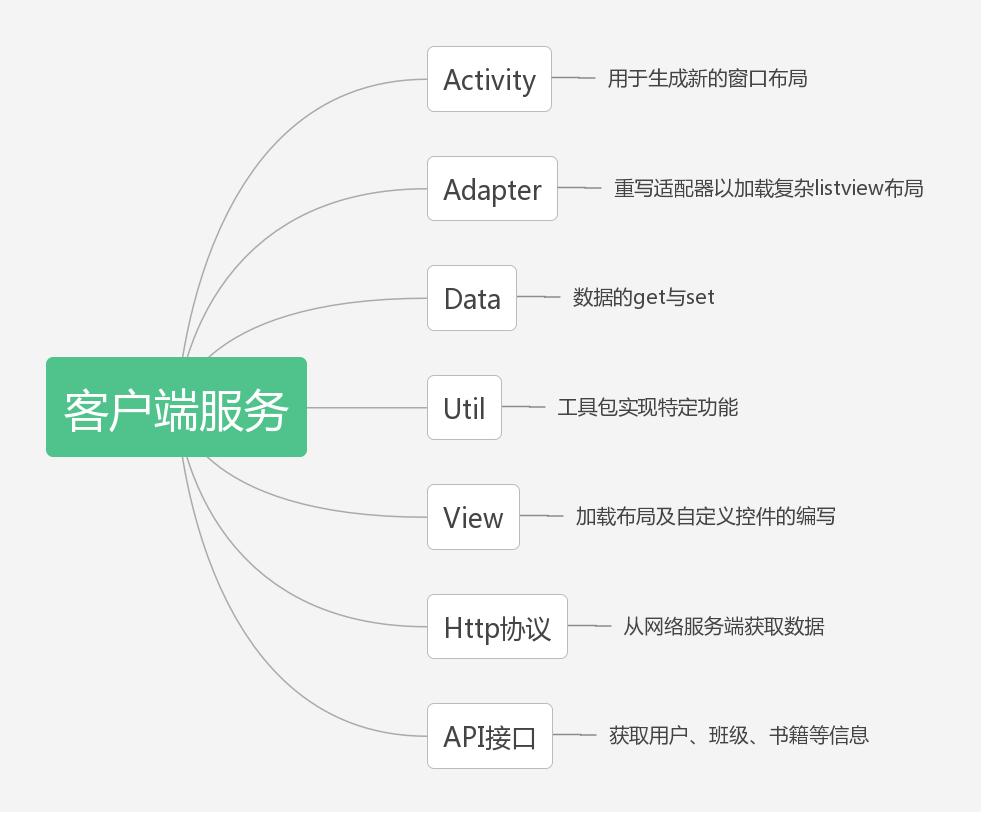 Activity
用于生成新的窗口布局
Adapter
重写适配器以加载复杂listview布局
Data
数据的get与set
客户端服务
Util
工具包实现特定功能
View
加载布局及自定义控件的编写
Http协议
从网络服务端获取数据
API接口
获取用户、班级、书籍等信息